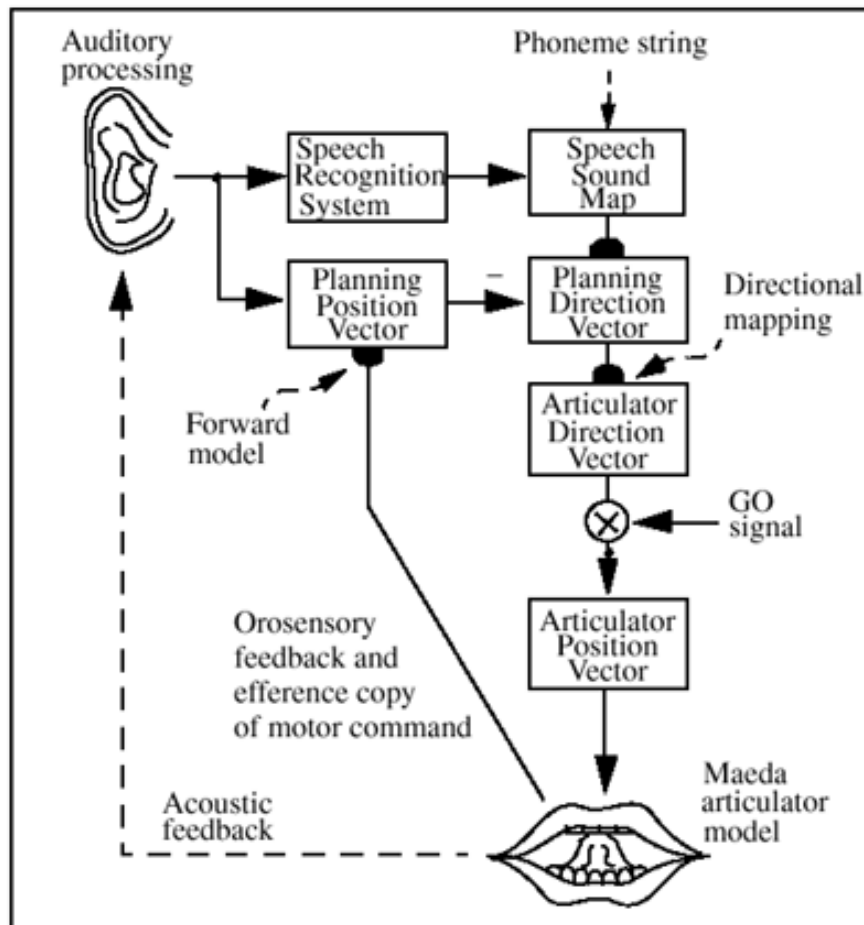 Auditory
processing
Phoneme string
Speech
Recognition
System
Speech
Sound
Map
Planning
Position
Vector
–
Planning
Direction
Vector
Directional
mapping
Forward
model
Articulator
Direction
Vector
GO
signal
Orosensory
feedback and
efference copy
of motor command
Articulator
Position
Vector
Acoustic
feedback
Maeda
articulator
model